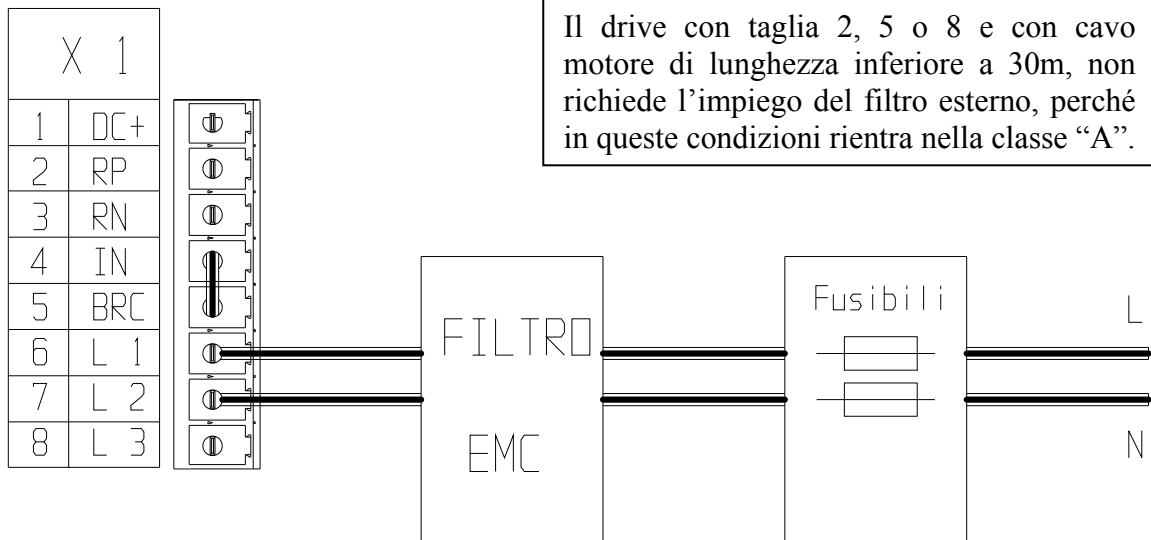 Il drive con taglia 2, 5 o 8 e con cavo
motore di lunghezza inferiore a 30m, non
richiede l’impiego del filtro esterno, perché
in queste condizioni rientra nella classe “A”.
X 1
1 DC+
2 RP
3 RN
4 IN
5 BRC
6 L 1
7 L 2
8 L 3
FILTRO
EMC
Fusibili
L
N